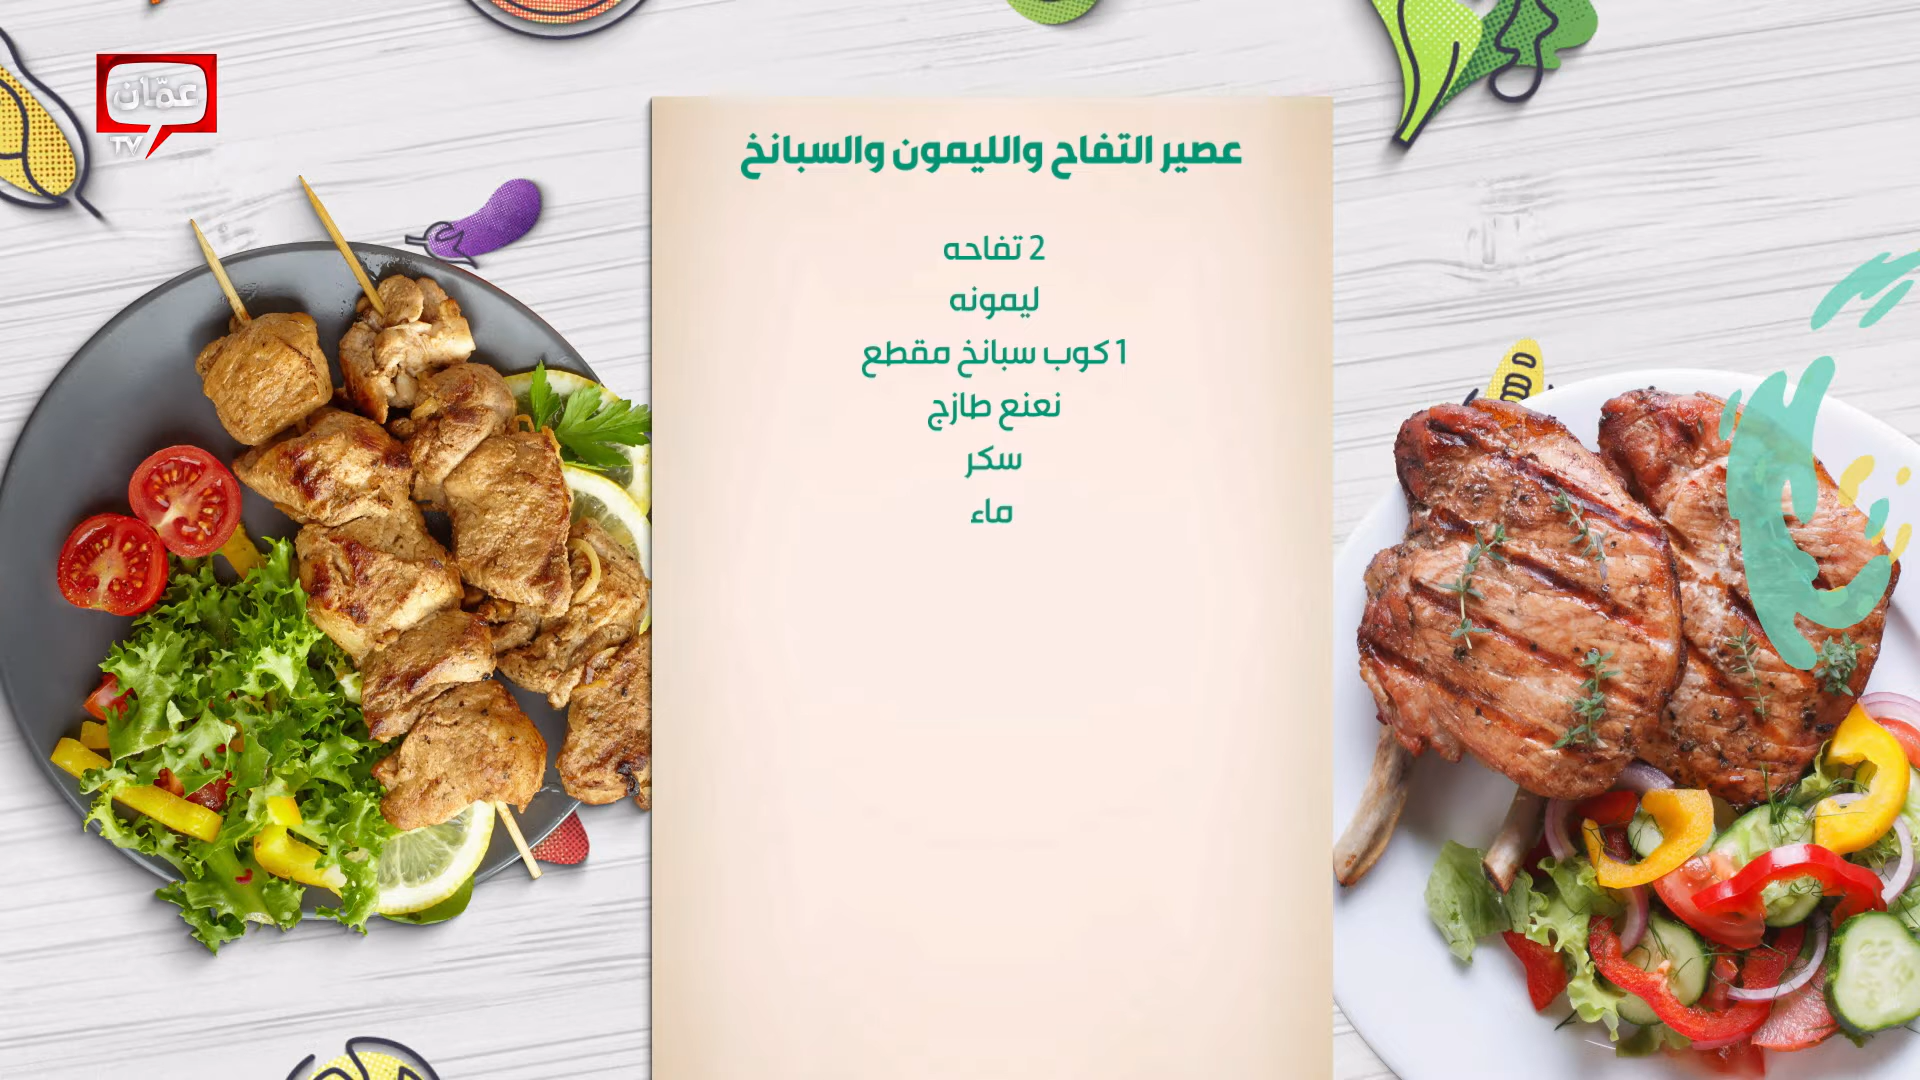 عمّان
TV
عصير التفاح والليمون والسبانخ
2 تفاحه
ليمونه
1 كوب سبانخ مقطع
نعنع طازج
سكر
ماء